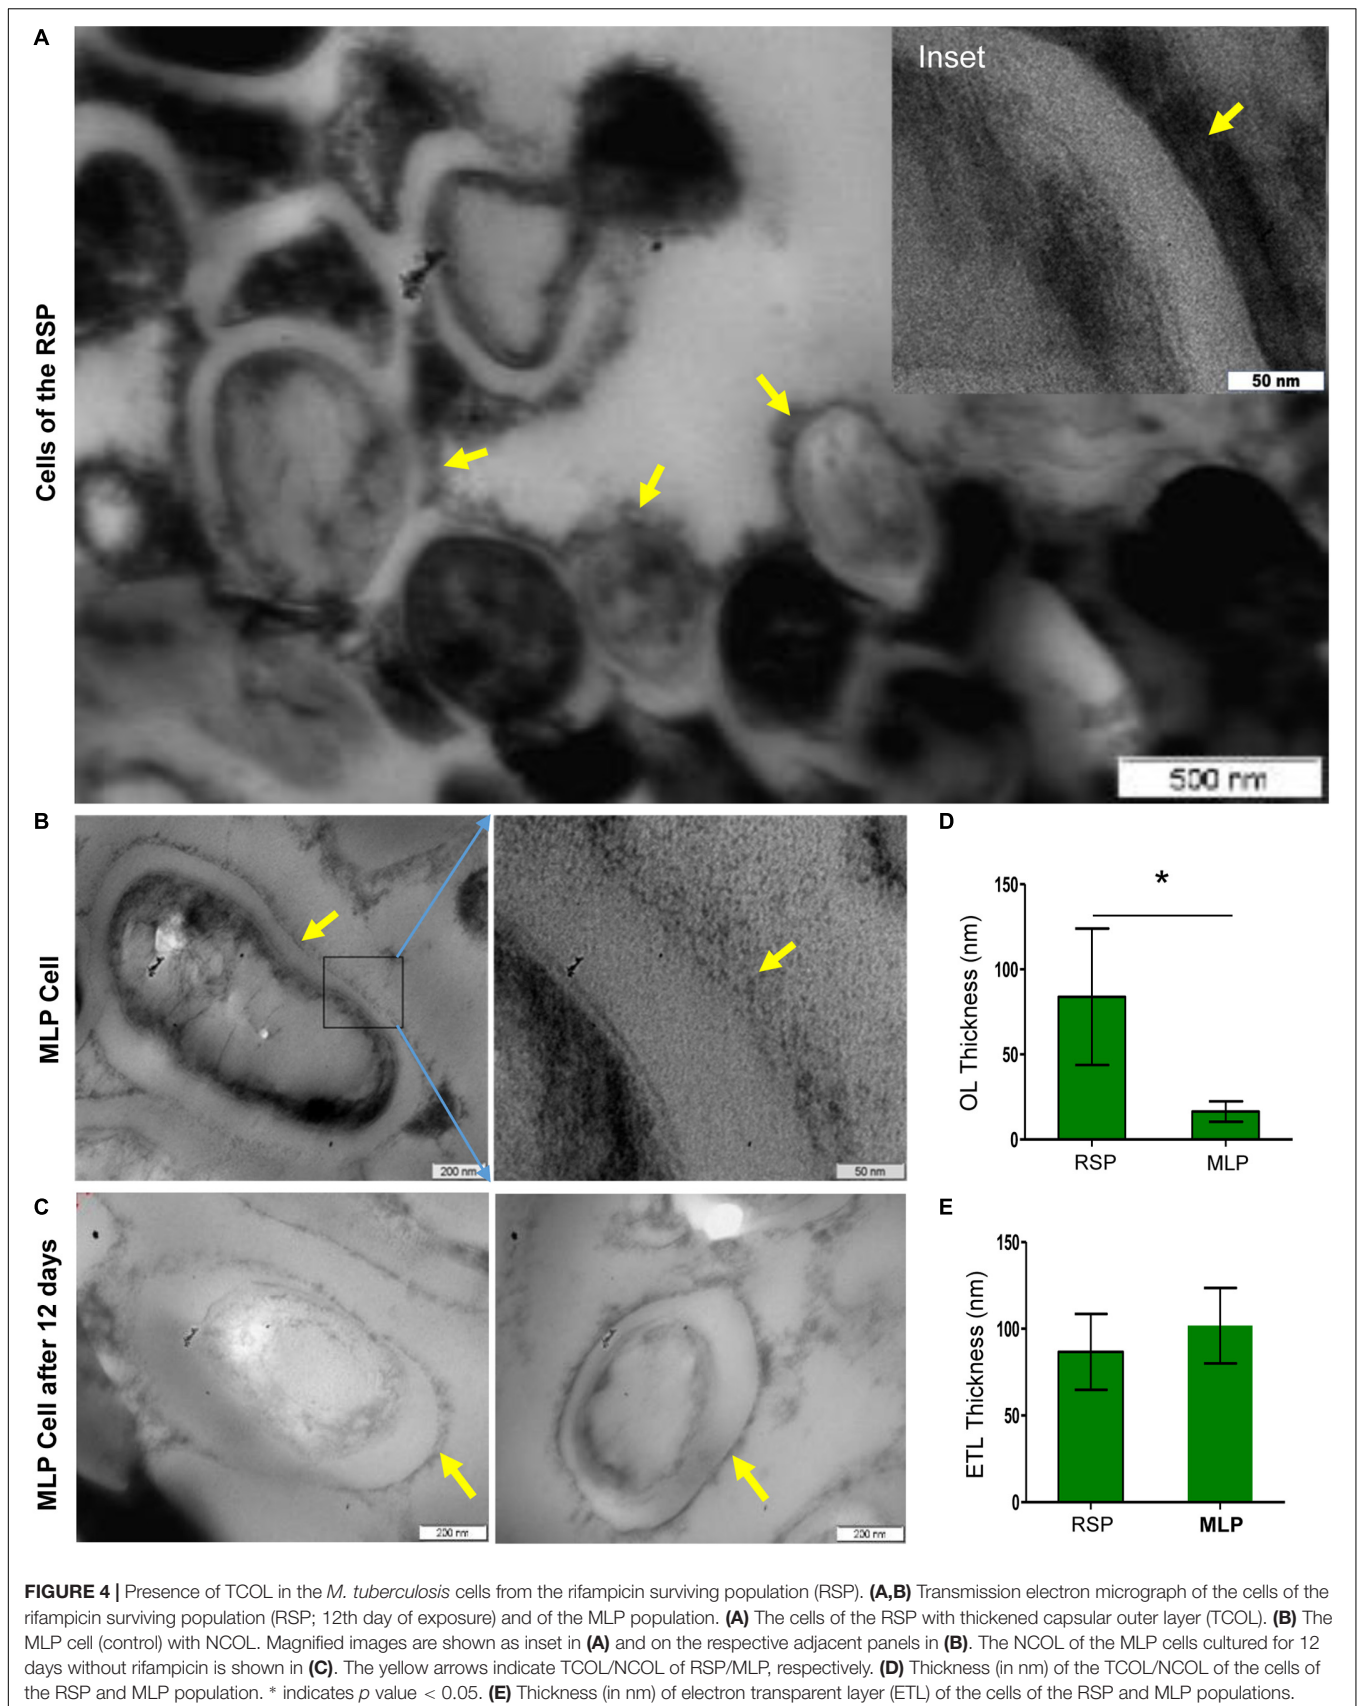 A
Inset
50 nm
Cells of the RSP
500 nm
B
MLP Cell
200 nm
50 nm
C
MLP Cell after 12 days
200 nm
200 nm
D
*
OL Thickness (nm)
150
100
50
0
RSP
MLP
E
ETL Thickness (nm)
150
100
50
0
RSP
MLP
FIGURE 4 | Presence of TCOL in the M. tuberculosis cells from the rifampicin surviving population (RSP). (A,B) Transmission electron micrograph of the cells of the
rifampicin surviving population (RSP; 12th day of exposure) and of the MLP population. (A) The cells of the RSP with thickened capsular outer layer (TCOL). (B) The
MLP cell (control) with NCOL. Magnified images are shown as inset in (A) and on the respective adjacent panels in (B). The NCOL of the MLP cells cultured for 12
days without rifampicin is shown in (C). The yellow arrows indicate TCOL/NCOL of RSP/MLP, respectively. (D) Thickness (in nm) of the TCOL/NCOL of the cells of
the RSP and MLP population. * indicates p value < 0.05. (E) Thickness (in nm) of electron transparent layer (ETL) of the cells of the RSP and MLP populations.